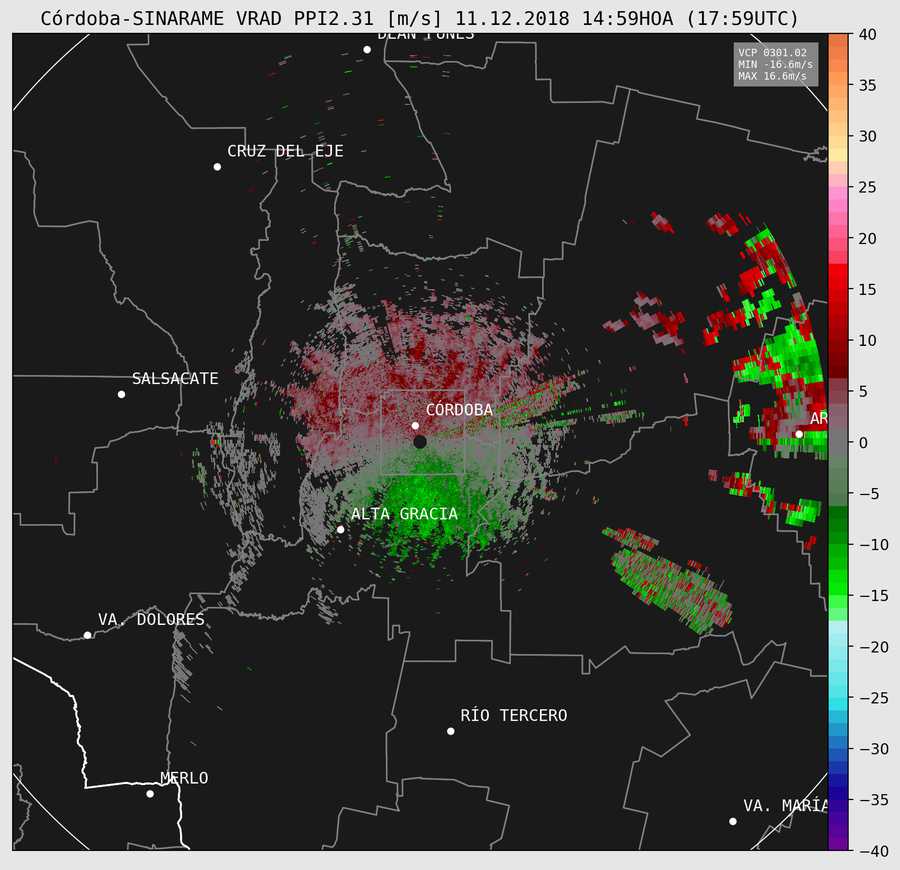 Córdoba-SINARAME VRAD PPI2.31 [m/s] 11.12.2018 14:59HOA (17:59UTC)
DEÁN FUNES
VCP 0301.02
MIN -16.6m/s
MAX 16.6m/s
CRUZ DEL EJE
SALSACATE
CÓRDOBA
AR
ALTA GRACIA
VA. DOLORES
RÍO TERCERO
MERLO
VA. MARÍA
40
35
30
25
20
15
10
5
0
−5
−10
−15
−20
−25
−30
−35
−40